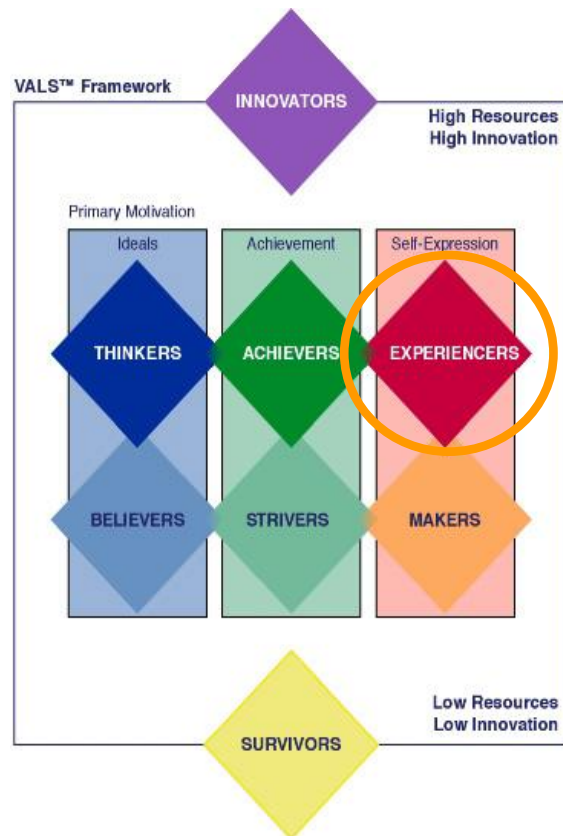 VALS™ Framework
INNOVATORS
High Resources
High Innovation
Primary Motivation
Ideals
Achievement
Self-Expression
THINKERS
ACHIEVERS
EXPERIENCERS
BELIEVERS
STRIVERS
MAKERS
Low Resources
Low Innovation
SURVIVORS